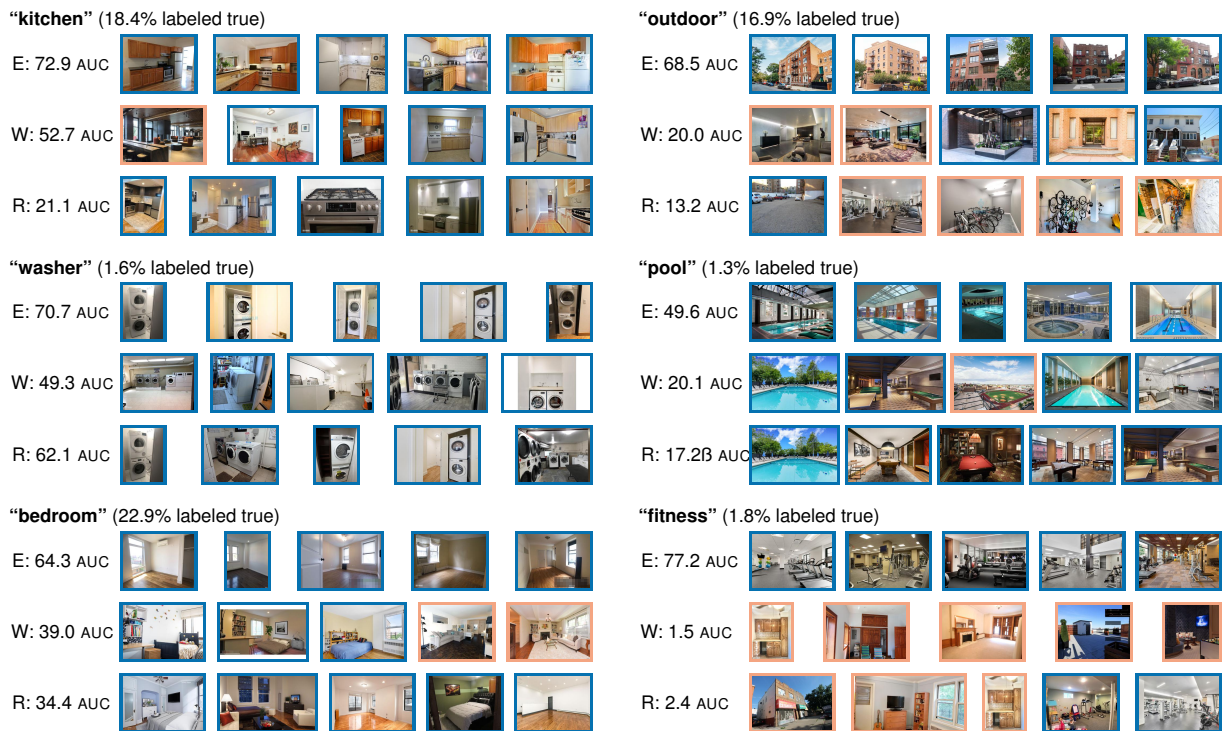 “kitchen” (18.4% labeled true)
E: 72.9 AUC
W: 52.7 AUC
R: 21.1 AUC
“washer” (1.6% labeled true)
E: 70.7 AUC
W: 49.3 AUC
R: 62.1 AUC
“bedroom” (22.9% labeled true)
E: 64.3 AUC
W: 39.0 AUC
R: 34.4 AUC
“outdoor” (16.9% labeled true)
E: 68.5 AUC
W: 20.0 AUC
R: 13.2 AUC
“pool” (1.3% labeled true)
E: 49.6 AUC
W: 20.1 AUC
R: 17.2ß AUC
“fitness” (1.8% labeled true)
E: 77.2 AUC
W: 1.5 AUC
R: 2.4 AUC